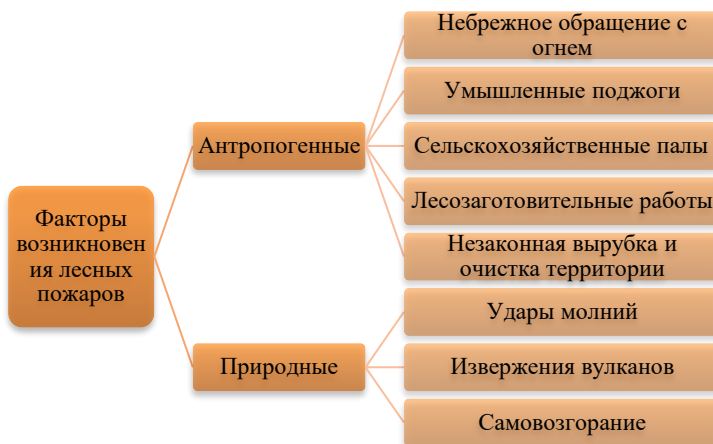 Факторы
возникновен
ия лесных
пожаров
Антропогенные
Небрежное обращение с
огнем
Умышленные поджоги
Сельскохозяйственные палы
Лесозаготовительные работы
Незаконная вырубка и
очистка территории
Природные
Удары молний
Извержения вулканов
Самовозгорание